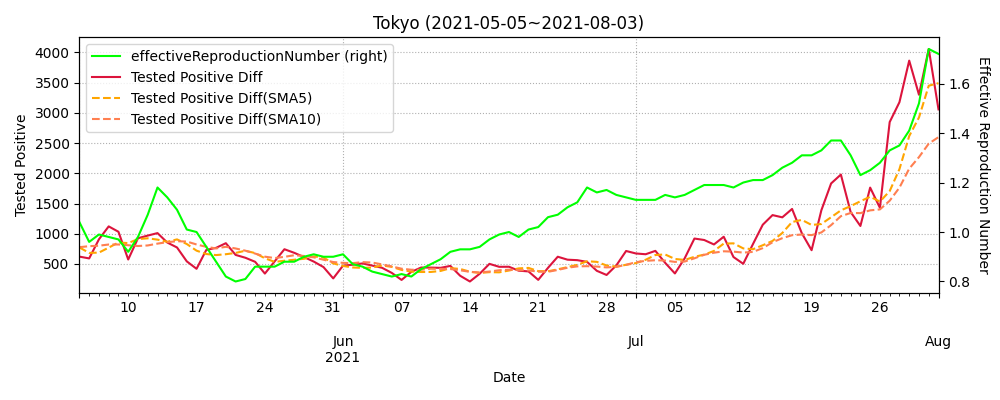 Tokyo (2021-05-05~2021-08-03)
effectiveReproductionNumber (right)
Tested Positive Diff
Tested Positive Diff(SMA5)
Tested Positive Diff(SMA10)
Tested Positive
4000
3500
3000
2500
2000
1500
1000
500
1.6
1.4
1.2
1.0
0.8
Effective Reproduction Number
10 17 24 31 07 14 21 28 05 12 19 26
Jun Jul Aug
2021
Date